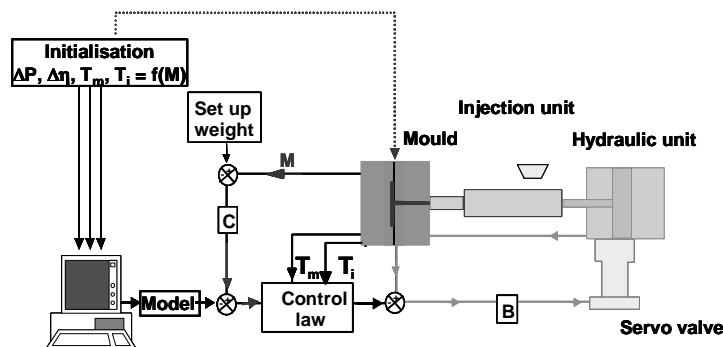 Initialisation
ΔP, Δη, Tm, Ti = f(M)
Set up
weight
Injection unit
Mould
Hydraulic unit
M
C
Tm
Ti
Model
Control
law
B
Servo valve